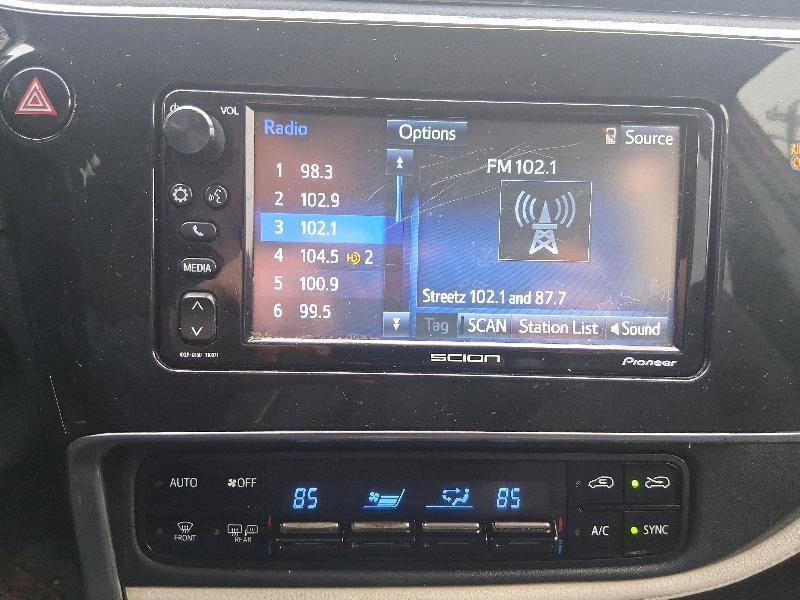 VOL
Radio
Options
Source
1 98.3
2 102.9
3 102.1
4 104.5 HD 2
5 100.9
6 99.5
FM 102.1
Streetz 102.1 and 87.7
Tag
SCAN
Station List
Sound
MEDIA
SCION
Pioneer
AUTO
OFF
85
85
FRONT
REAR
A/C
SYNC